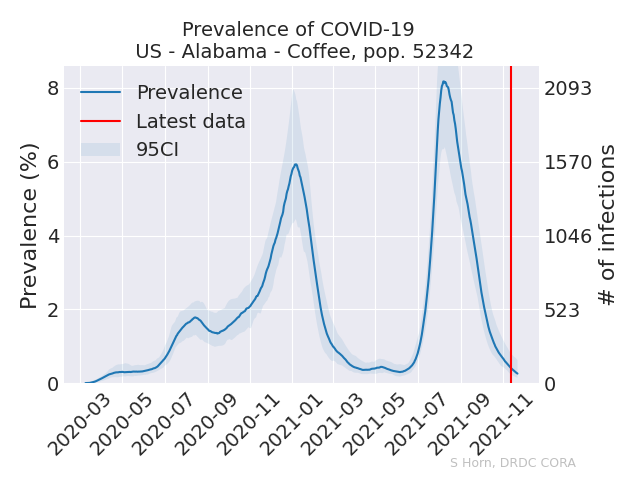 Prevalence of COVID-19
US - Alabama - Coffee, pop. 52342
Prevalence (%)
8
6
4
2
0
Prevalence
Latest data
95CI
2093
1570
1046
523
0
# of infections
2020-03
2020-05
2020-07
2020-09
2020-11
2021-01
2021-03
2021-05
2021-07
2021-09
2021-11
S Horn, DRDC CORA